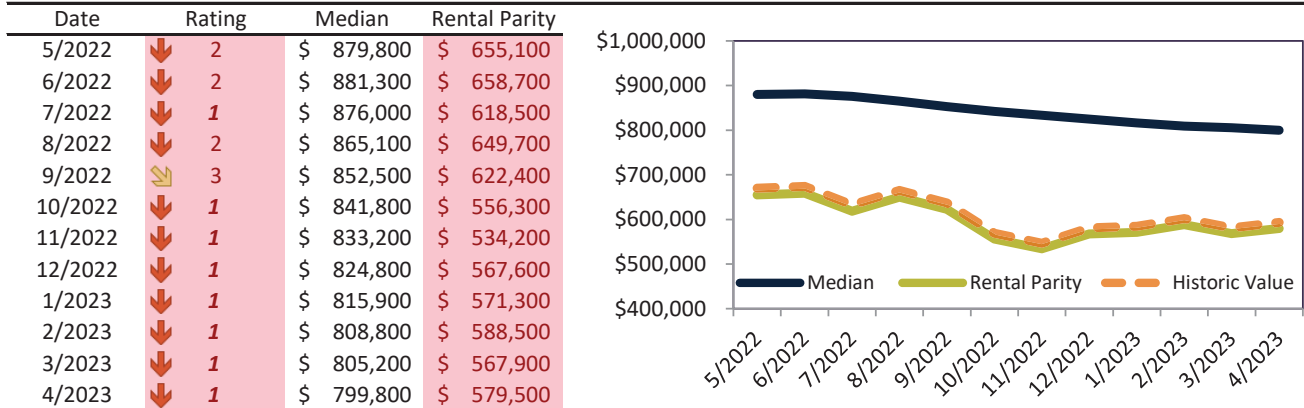 Date Rating Median Rental Parity
5/2022 2 $ 879,800 $ 655,100
6/2022 2 $ 881,300 $ 658,700
7/2022 1 $ 876,000 $ 618,500
8/2022 2 $ 865,100 $ 649,700
9/2022 3 $ 852,500 $ 622,400
10/2022 1 $ 841,800 $ 556,300
11/2022 1 $ 833,200 $ 534,200
12/2022 1 $ 824,800 $ 567,600
1/2023 1 $ 815,900 $ 571,300
2/2023 1 $ 808,800 $ 588,500
3/2023 1 $ 805,200 $ 567,900
4/2023 1 $ 799,800 $ 579,500
$1,000,000
$900,000
$800,000
$700,000
$600,000
$500,000
$400,000
Median Rental Parity Historic Value
5/2022 6/2022 7/2022 8/2022 9/2022 10/2022 11/2022 12/2022 1/2023 2/2023 3/2023 4/2023